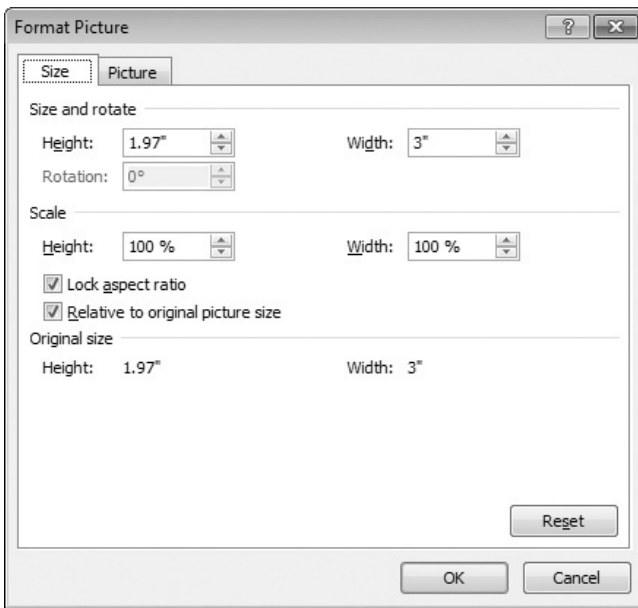 Format Picture
Size Picture
Size and rotate
Height: 1.97" Width: 3"
Rotation: 0°
Scale
Height: 100 % Width: 100 %
Lock aspect ratio
Relative to original picture size
Original size
Height: 1.97" Width: 3"
Reset
OK Cancel